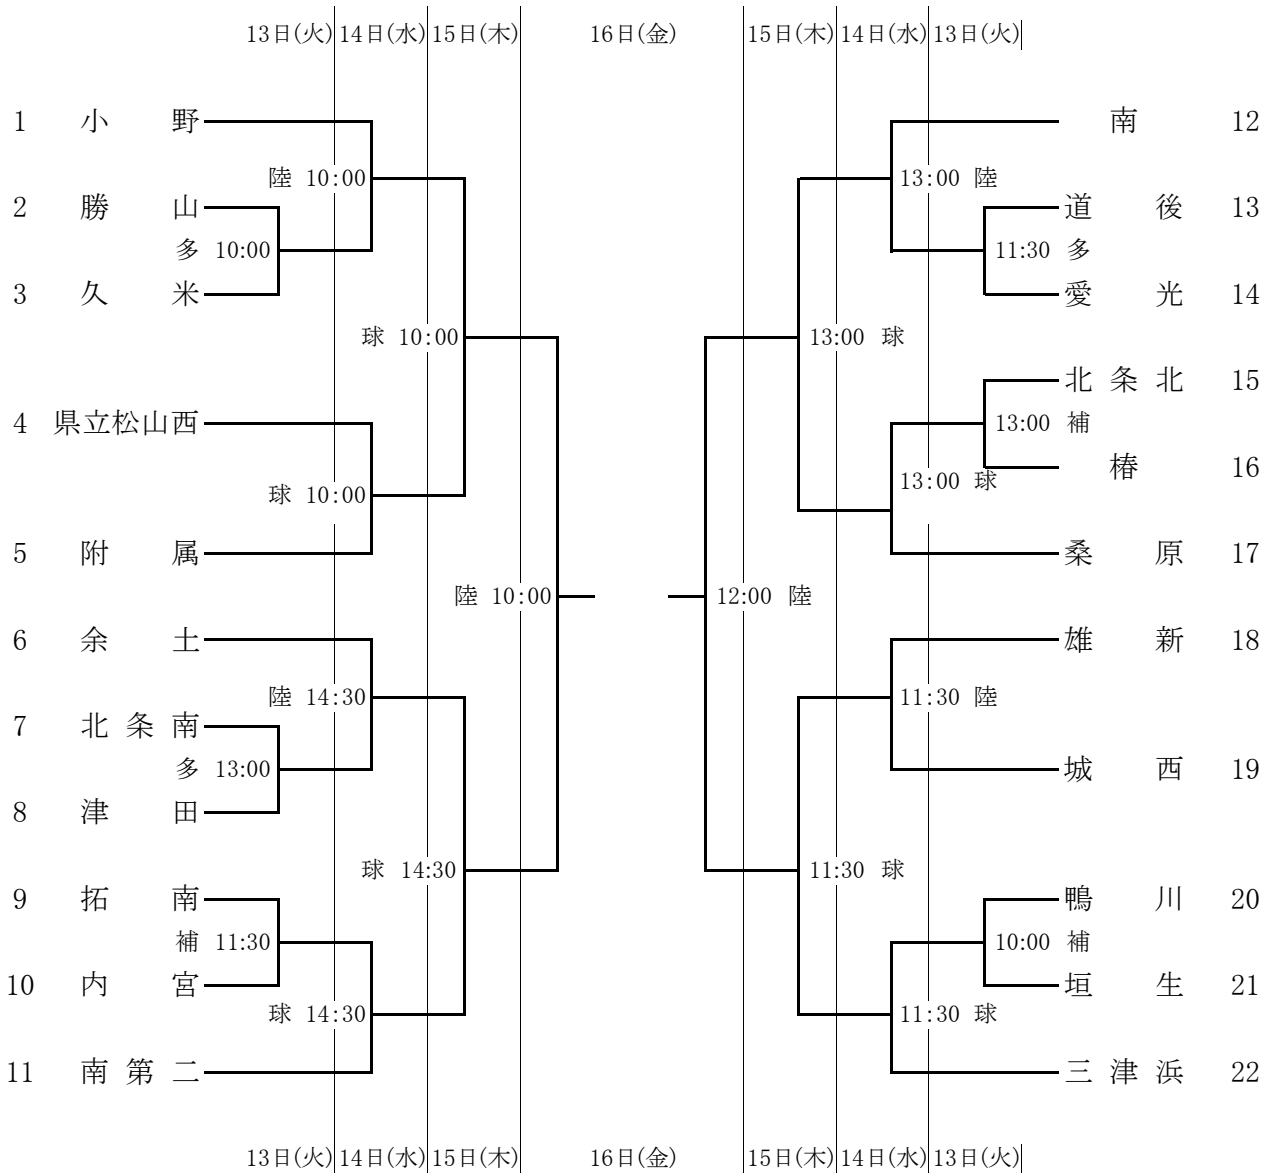 13日(火) 14日(水) 15日(木) 16日(金) 15日(木) 14日(水) 13日(火)
1 小野 南 12
陸 10:00 13:00 陸
2 勝山 道後 13
多 10:00 11:30 多
3 久米 愛光 14
球 10:00 13:00 球
北条北 15
4 県立松山西 13:00 補
椿 16
球 10:00 13:00 球
5 附属 桑原 17
陸 10:00 12:00 陸
6 余土 雄新 18
陸 14:30 11:30 陸
7 北条南
多 13:00 城西 19
8 津田
球 14:30 11:30 球
9 拓南 鴨川 20
補 11:30 10:00 補
10 内宮 垣生 21
球 14:30 11:30 球
11 南第二 三津浜 22
13日(火) 14日(水) 15日(木) 16日(金) 15日(木) 14日(水) 13日(火)